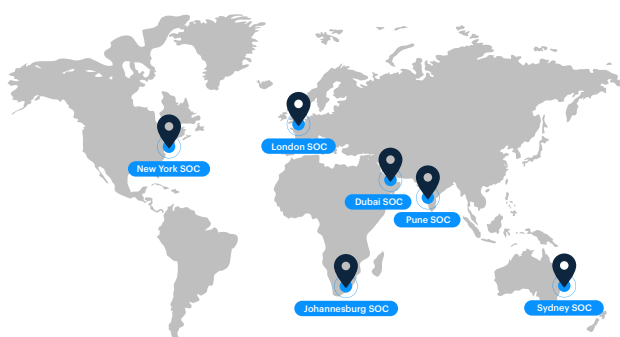 London SOC
New York SOC
Dubai SOC
Pune SOC
Johannesburg SOC
Sydney SOC